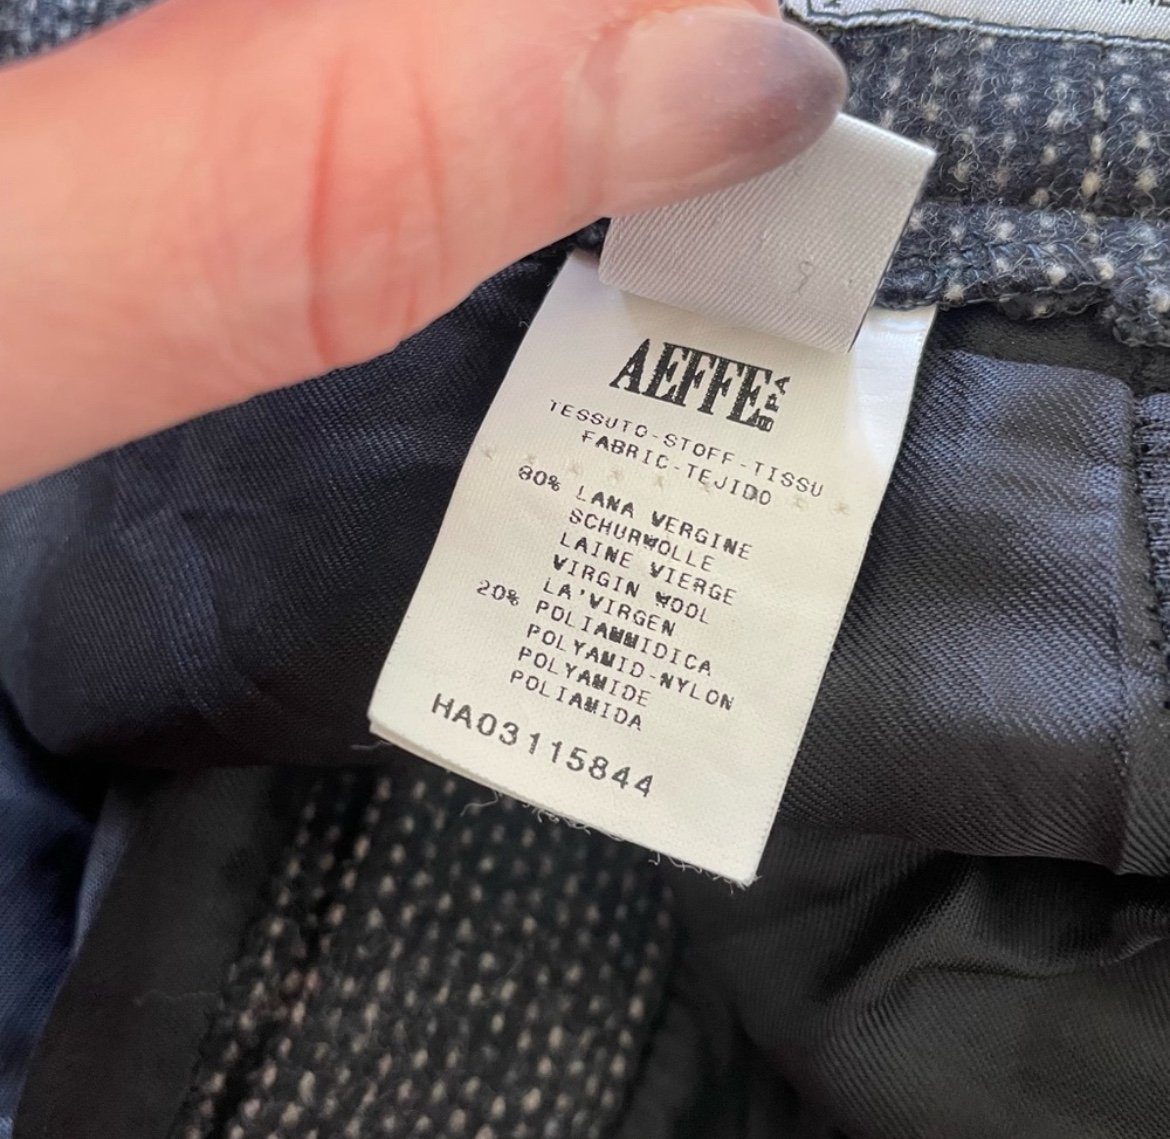 AEFFE SPA
TESSUTO-STOFF-TISSU
FABRIC-TEJIDO
80% LANA VERGINE
SCHURWOLLE
LAINE VIERGE
VIRGIN WOOL
LA'VIRGEN
20% POLIAMMIDICA
POLYAMID-NYLON
POLYAMIDE
POLIAMIDA
HA03115844